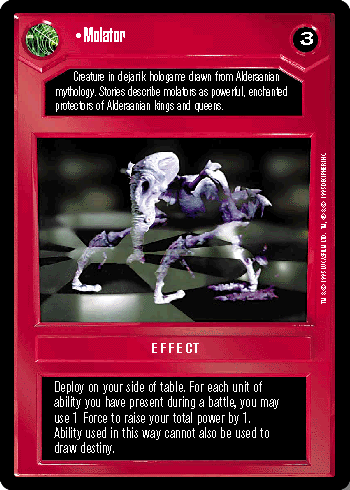 • Molator
3
Creature in dejarik hologame drawn from Alderaanian
mythology. Stories describe molators as powerful, enchanted
protectors of Alderaanian kings and queens.
EFFECT
Deploy on your side of table. For each unit of
ability you have present during a battle, you may
use 1 Force to raise your total power by 1.
Ability used in this way cannot also be used to
draw destiny.